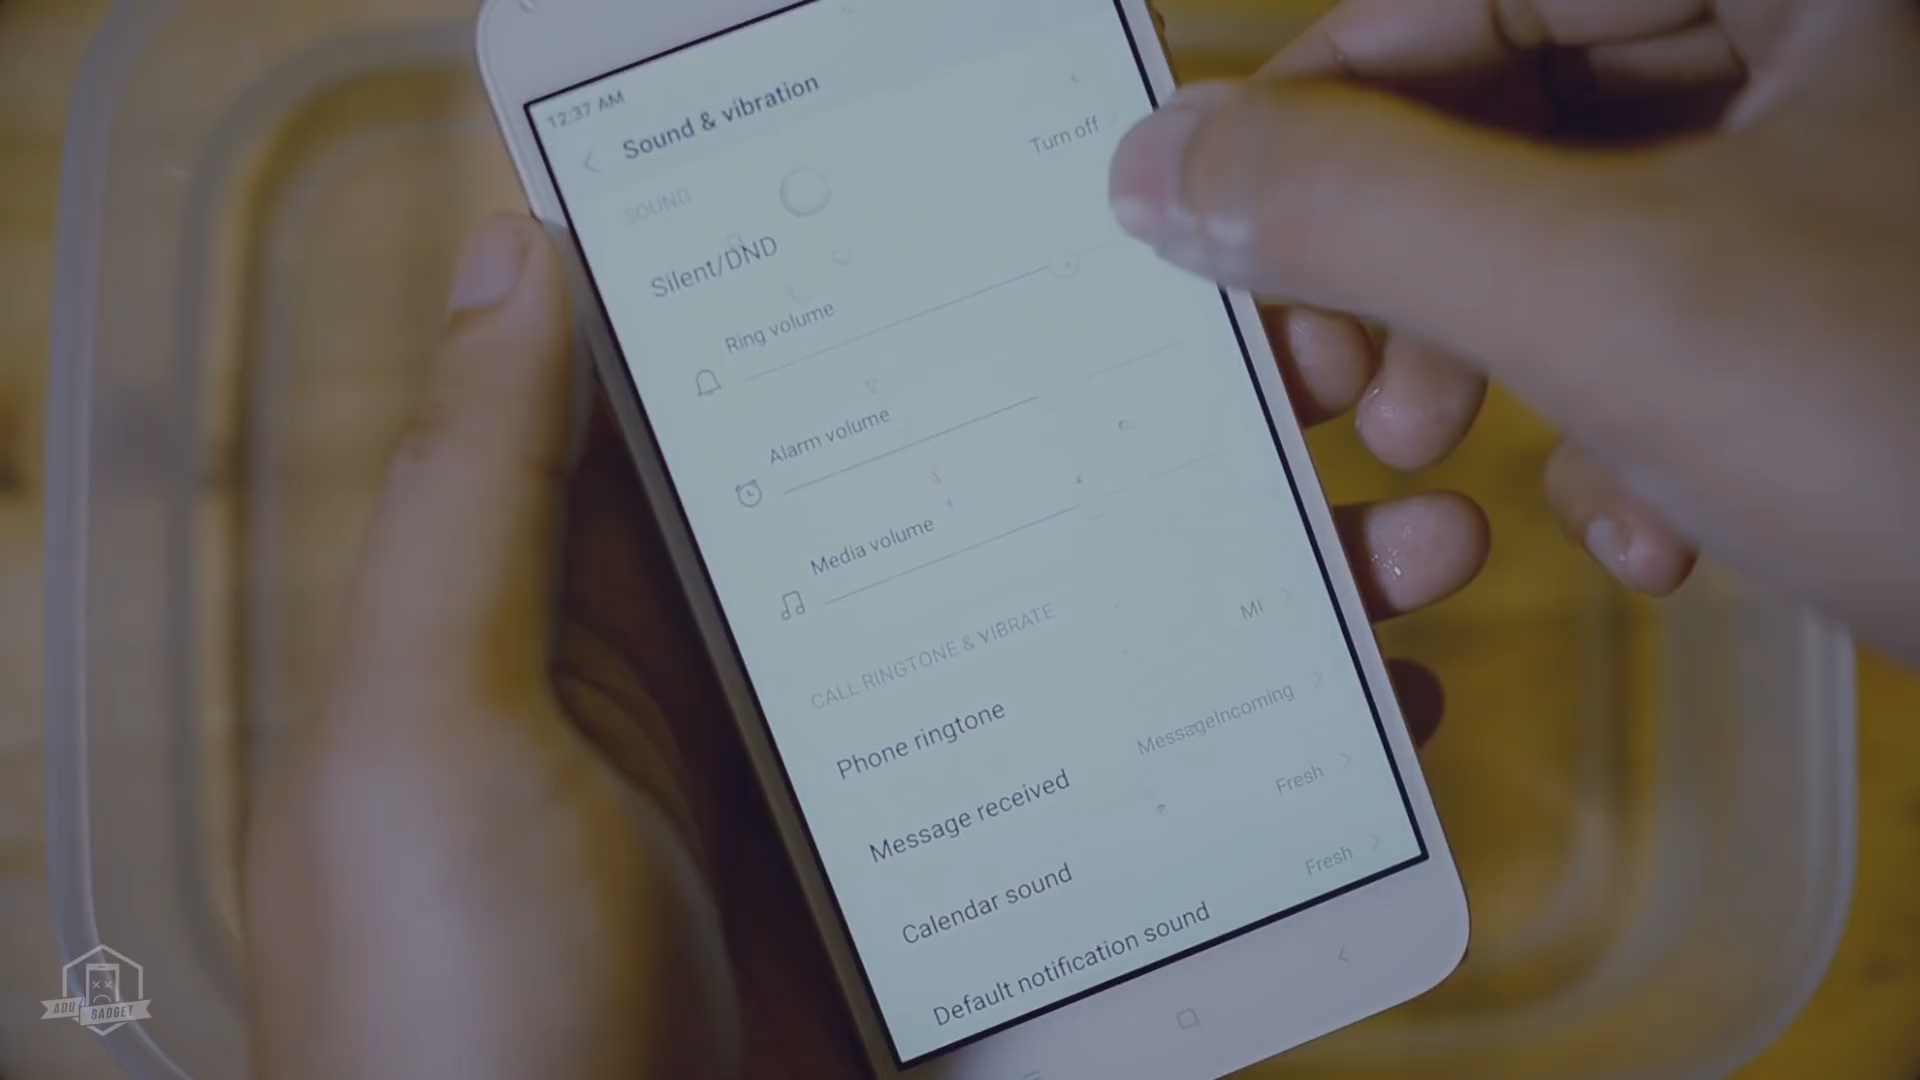 12:37 AM
Sound & vibration
SOUND
Silent/DND
Turn off
Ring volume
Alarm volume
Media volume
CALL RINGTONE & VIBRATE
Phone ringtone
MI
Message received
MessageIncoming
Calendar sound
Fresh
Default notification sound
Fresh
ADU
GADGET